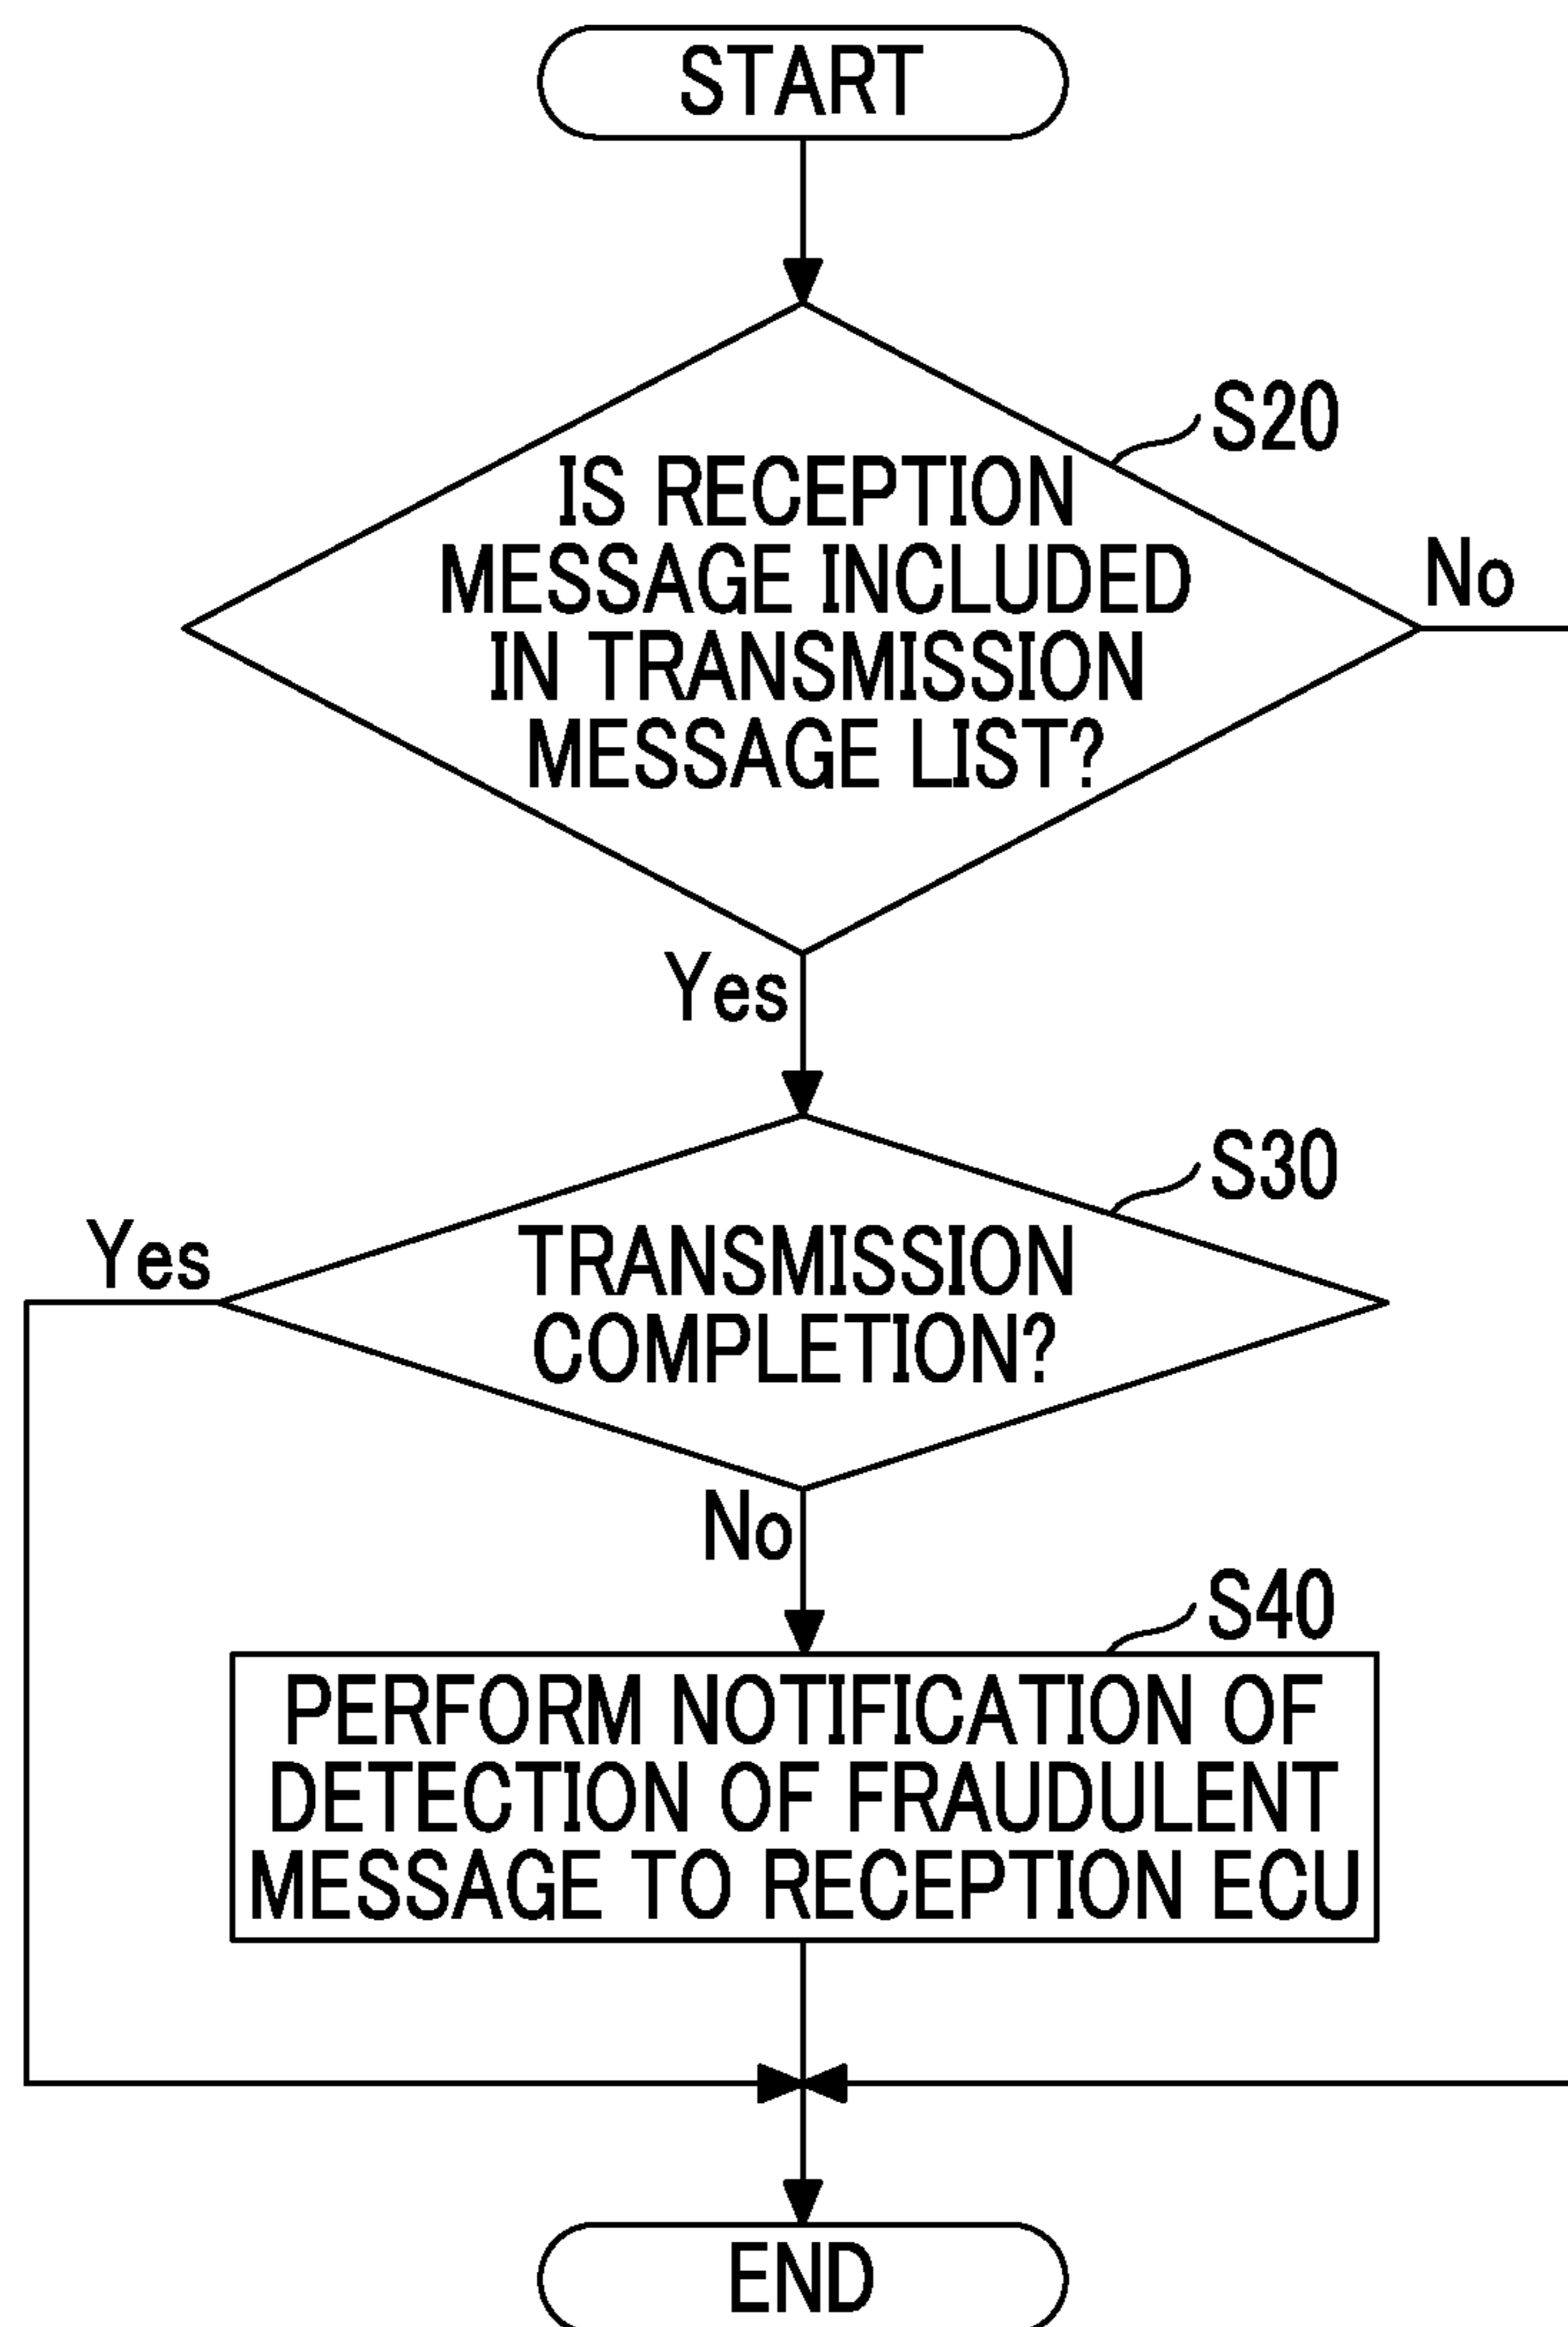 START
S20
IS RECEPTION
MESSAGE INCLUDED
IN TRANSMISSION
MESSAGE LIST?
No
Yes
S30
Yes
TRANSMISSION
COMPLETION?
No
S40
PERFORM NOTIFICATION OF
DETECTION OF FRAUDULENT
MESSAGE TO RECEPTION ECU
END